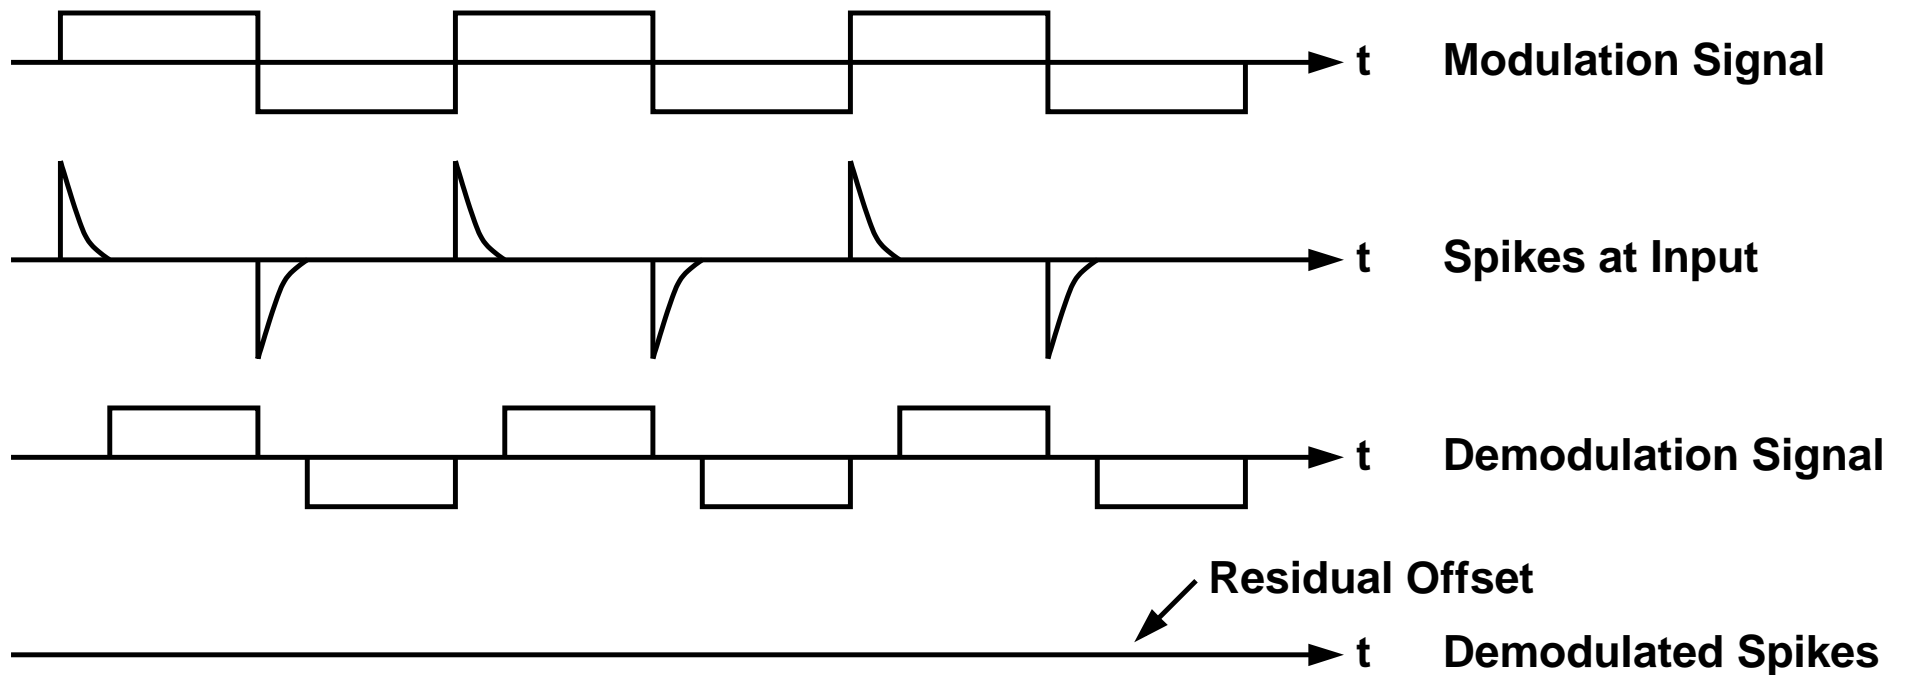 t Modulation Signal
t Spikes at Input
t Demodulation Signal
Residual Offset
t Demodulated Spikes